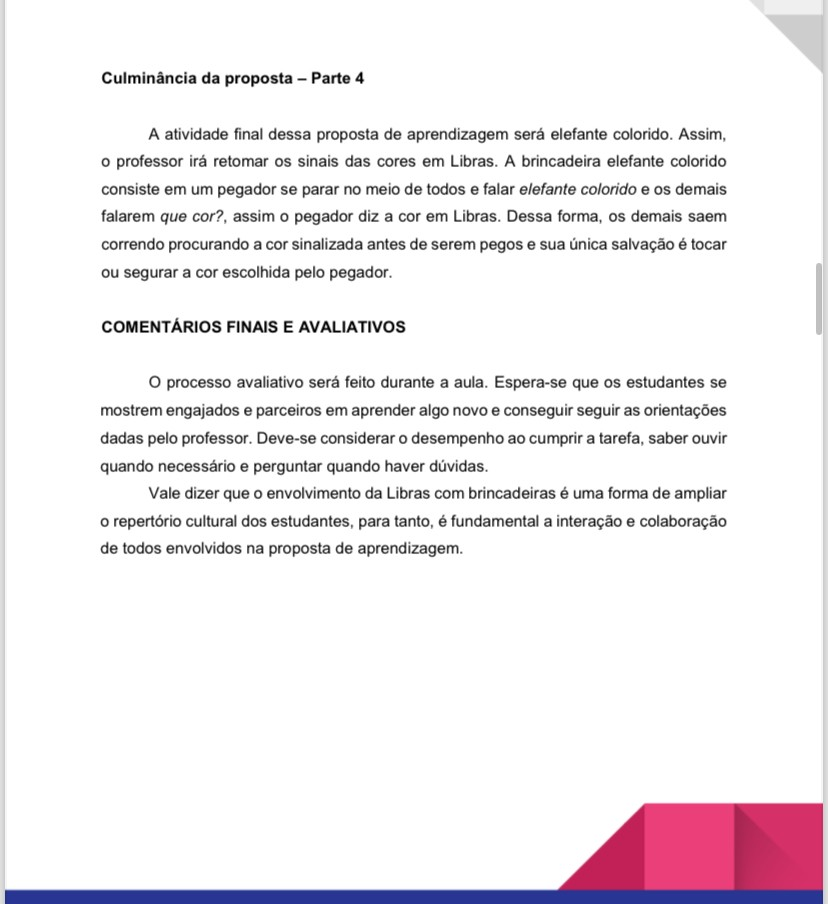 Culminância da proposta – Parte 4
A atividade final dessa proposta de aprendizagem será elefante colorido. Assim,
o professor irá retomar os sinais das cores em Libras. A brincadeira elefante colorido
consiste em um pegador se parar no meio de todos e falar elefante colorido e os demais
falarem que cor?, assim o pegador diz a cor em Libras. Dessa forma, os demais saem
correndo procurando a cor sinalizada antes de serem pegos e sua única salvação é tocar
ou segurar a cor escolhida pelo pegador.
COMENTÁRIOS FINAIS E AVALIATIVOS
O processo avaliativo será feito durante a aula. Espera-se que os estudantes se
mostrem engajados e parceiros em aprender algo novo e conseguir seguir as orientações
dadas pelo professor. Deve-se considerar o desempenho ao cumprir a tarefa, saber ouvir
quando necessário e perguntar quando haver dúvidas.
Vale dizer que o envolvimento da Libras com brincadeiras é uma forma de ampliar
o repertório cultural dos estudantes, para tanto, é fundamental a interação e colaboração
de todos envolvidos na proposta de aprendizagem.